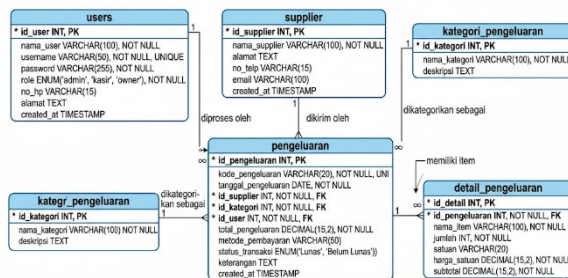 users
* id_user INT, PK
nama_user VARCHAR(100), NOT NULL
username VARCHAR(50), NOT NULL, UNIQUE
password VARCHAR(255), NOT NULL
role ENUM('admin', 'kasir', 'owner'), NOT NULL
no_hp VARCHAR(15)
alamat TEXT
created_at TIMESTAMP
supplier
* id_supplier INT, PK
nama_supplier VARCHAR(100), NOT NULL
alamat TEXT
no_telp VARCHAR(15)
email VARCHAR(100)
created_at TIMESTAMP
kategori_pengeluaran
* id_kategori INT, PK
nama_kategori VARCHAR(100), NOT NULL
deskripsi TEXT
1
1
1
diproses oleh
dikirim oleh
dikategorikan sebagai
∞
∞
∞
pengeluaran
* id_pengeluaran INT, PK
kode_pengeluaran VARCHAR(20), NOT NULL, UNI
tanggal_pengeluaran DATE, NOT NULL
* id_supplier INT, NOT NULL, FK
* id_kategori INT, NOT NULL, FK
* id_user INT, NOT NULL, FK
total_pengeluaran DECIMAL(15,2), NOT NULL
metode_pembayaran VARCHAR(50)
status_transaksi ENUM('Lunas', 'Belum Lunas'))
keterangan TEXT
created_at TIMESTAMP
kategr_pengeluaran
* id_kategori INT, PK
nama_kategori VARCHAR(100) NOT NULL
deskripsi TEXT
dikategori-
kan sebagai
1
memiliki item
∞
1
detail_pengeluaran
* id_detail INT, PK
* id_pengeluaran INT, NOT NULL, FK
nama_item VARCHAR(100), NOT NULL
jumlah INT, NOT NULL
satuan VARCHAR(20)
harga_satuan DECIMAL(15,2), NOT NULL
subtotal DECIMAL(15,2), NOT NULL